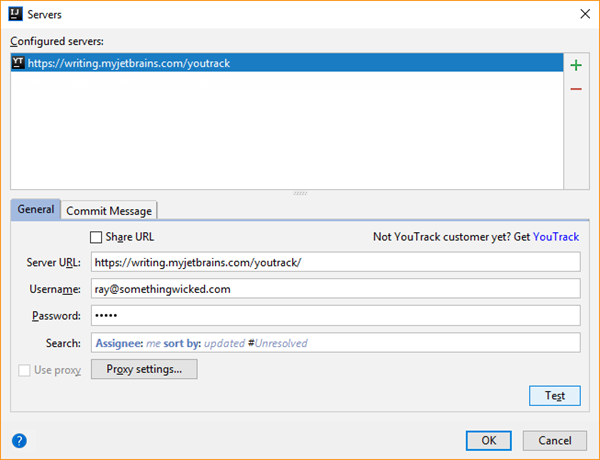 IJ Servers
Configured servers:
YT https://writing.myjetbrains.com/youtrack
General Commit Message
Share URL Not YouTrack customer yet? Get YouTrack
Server URL: https://writing.myjetbrains.com/youtrack/
Username: ray@somethingwicked.com
Password: •••••
Search: Assignee: me sort by: updated #Unresolved
Use proxy Proxy settings...
Test
? OK Cancel